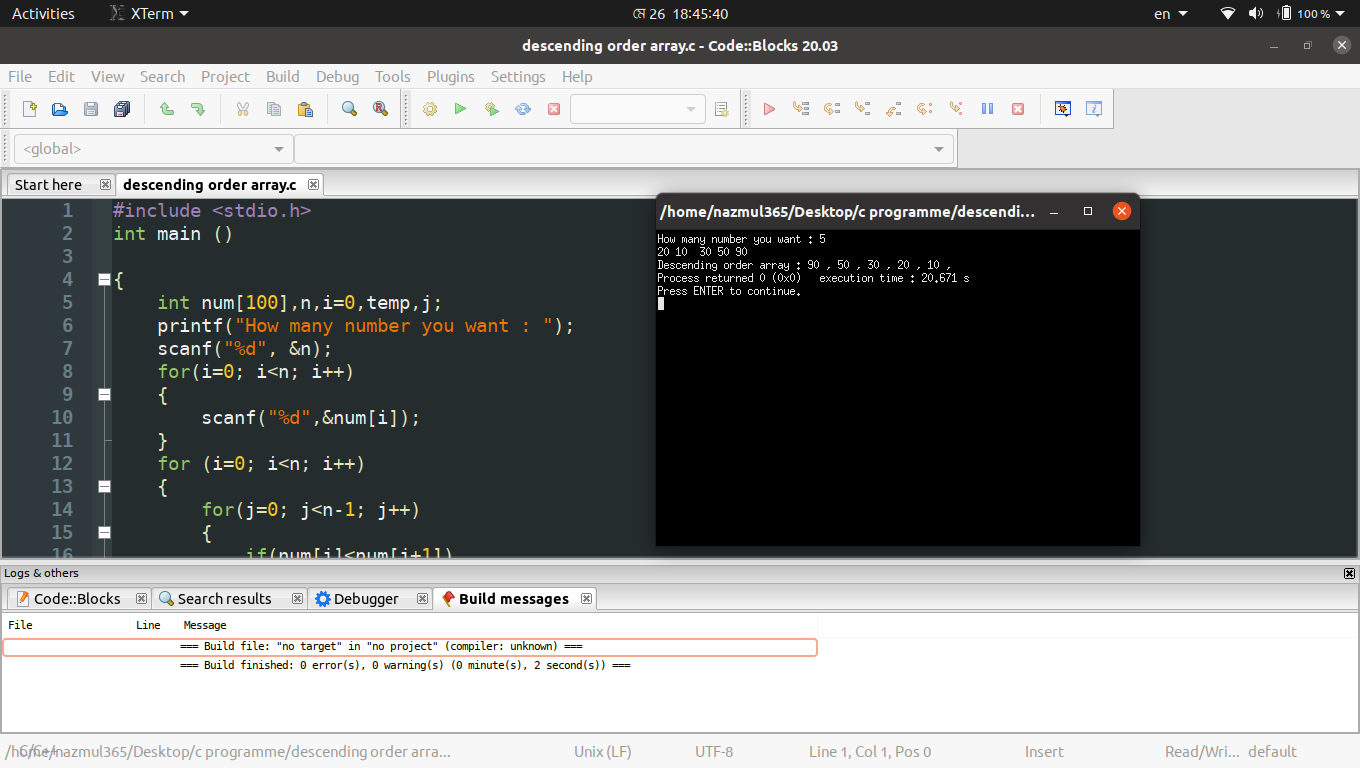 Activities XTerm মে 26 18:45:40 en 100 %
descending order array.c - Code::Blocks 20.03
File Edit View Search Project Build Debug Tools Plugins Settings Help
<global>
Start here descending order array.c
1 #include <stdio.h>
2 int main ()
3
4 {
5 int num[100],n,i=0,temp,j;
6 printf("How many number you want : ");
7 scanf("%d", &n);
8 for(i=0; i<n; i++)
9 {
10 scanf("%d",&num[i]);
11 }
12 for (i=0; i<n; i++)
13 {
14 for(j=0; j<n-1; j++)
15 {
16 if(num[j]<num[j+1])
/home/nazmul365/Desktop/c programme/descendi...
How many number you want : 5
20 10  30 50 90
Descending order array : 90 , 50 , 30 , 20 , 10 ,
Process returned 0 (0x0)   execution time : 20.671 s
Press ENTER to continue.
Logs & others
Code::Blocks Search results Debugger Build messages
File Line Message
=== Build file: "no target" in "no project" (compiler: unknown) ===
=== Build finished: 0 error(s), 0 warning(s) (0 minute(s), 2 second(s)) ===
/home/nazmul365/Desktop/c programme/descending order arra... C/C++ Unix (LF) UTF-8 Line 1, Col 1, Pos 0 Insert Read/Wri... default